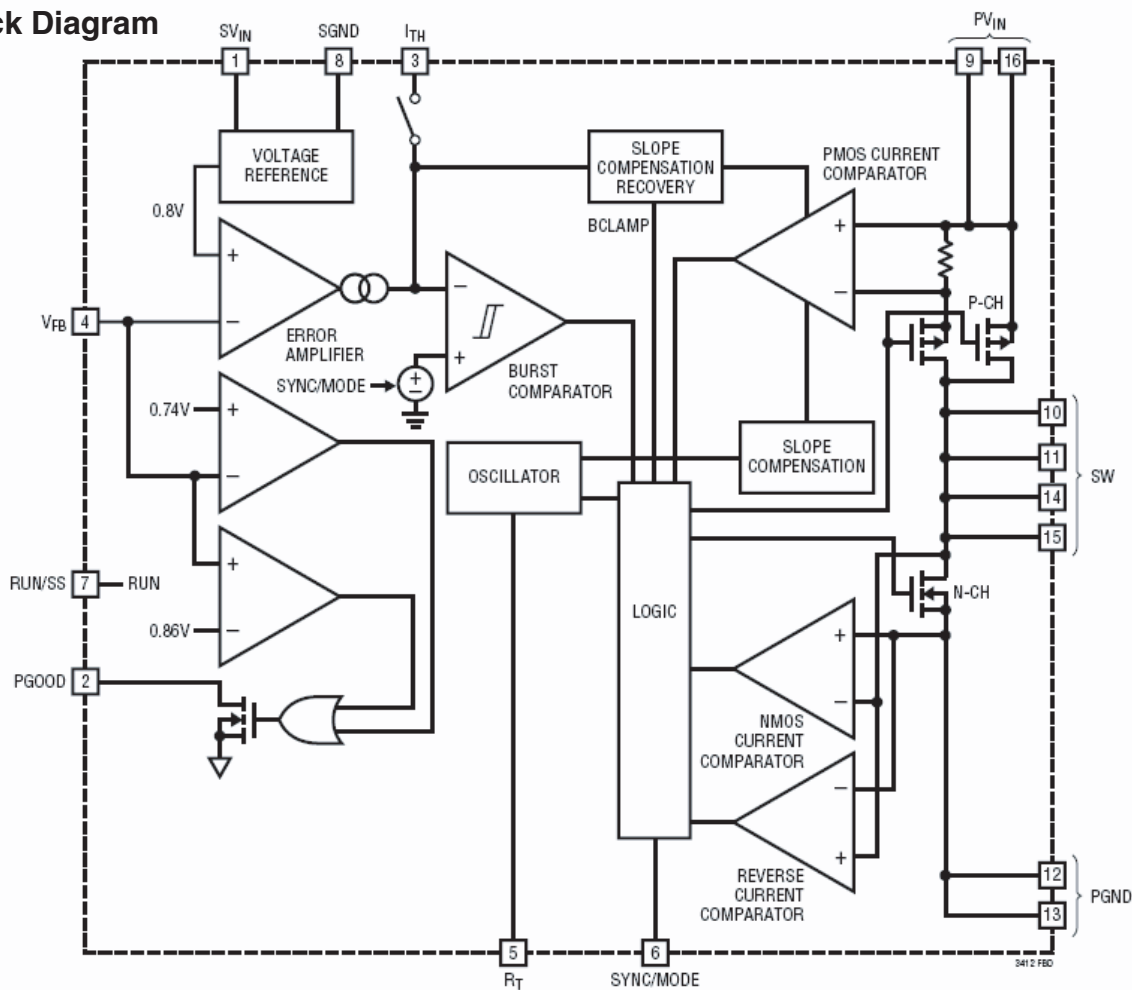 ck Diagram
SVIN
SGND
ITH
PVIN
1
8
3
9
16
VOLTAGE
REFERENCE
SLOPE
COMPENSATION
RECOVERY
PMOS CURRENT
COMPARATOR
0.8V
BCLAMP
+
−
ERROR
AMPLIFIER
VFB
4
−
+
BURST
COMPARATOR
SYNC/MODE
+
−
+
−
P-CH
0.74V
+
−
OSCILLATOR
SLOPE
COMPENSATION
10
11
14
15
SW
RUN/SS
7
RUN
+
0.86V
−
LOGIC
N-CH
PGOOD
2
+
−
NMOS
CURRENT
COMPARATOR
−
+
REVERSE
CURRENT
COMPARATOR
12
13
PGND
5
RT
6
SYNC/MODE
3412 FBD